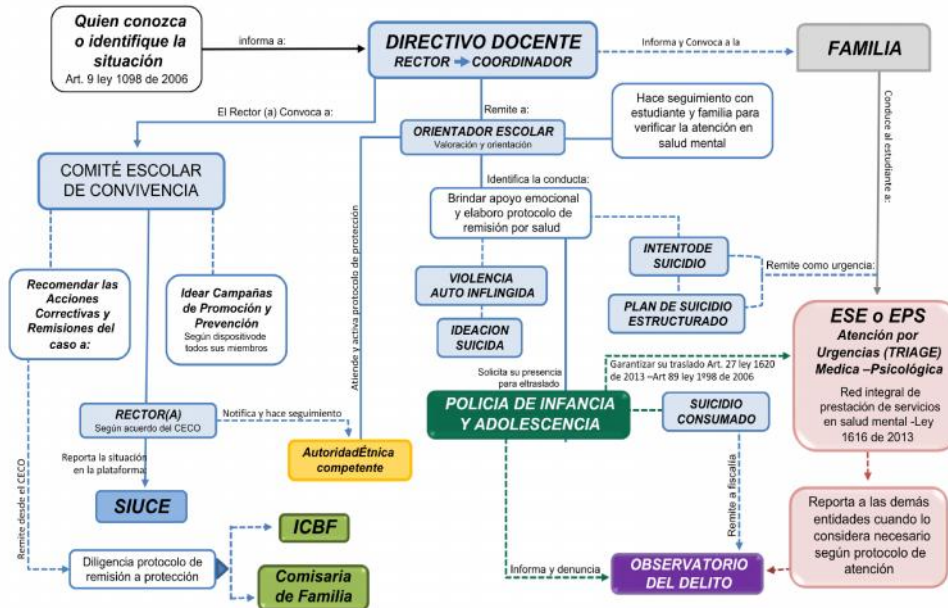 Quien conozca
o identifique la
situación
Art. 9 ley 1098 de 2006
informa a:
DIRECTIVO DOCENTE
RECTOR COORDINADOR
Informa y Convoca a la
FAMILIA
El Rector (a) Convoca a:
Remite a:
Conduce al estudiante a:
ORIENTADOR ESCOLAR
Valoración y orientación
Hace seguimiento con
estudiante y familia para
verificar la atención en
salud mental
COMITÉ ESCOLAR
DE CONVIVENCIA
Identifica la conducta:
Brindar apoyo emocional
y elaboro protocolo de
remisión por salud
Atiende y activa protocolo de protección
INTENTODE
SUICIDIO
Remite como urgencia:
PLAN DE SUICIDIO
ESTRUCTURADO
VIOLENCIA
AUTO INFLINGIDA
IDEACION
SUICIDA
Recomendar las
Acciones
Correctivas y
Remisiones del
caso a:
Idear Campañas
de Promoción y
Prevención
Según dispositivode
todos sus miembros
ESE o EPS
Atención por
Urgencias (TRIAGE)
Medica –Psicológica
Red integral de
prestación de servicios
en salud mental -Ley
1616 de 2013
Solicita su presencia
para eltraslado
Garantizar su traslado Art. 27 ley 1620
de 2013 –Art 89 ley 1º98 de 2006
POLICIA DE INFANCIA
Y ADOLESCENCIA
SUICIDIO
CONSUMADO
RECTOR(A)
Según acuerdo del CECO
Notifica y hace seguimiento
AutoridadÉtnica
competente
Reporta la situación
en la plataforma:
SIUCE
Remite desde el CECO
Remite a fiscalía
Reporta a las demás
entidades cuando lo
considera necesario
según protocolo de
atención
ICBF
Diligencia protocolo de
remisión a protección
Comisaria
de Familia
Informa y denuncia
OBSERVATORIO
DEL DELITO